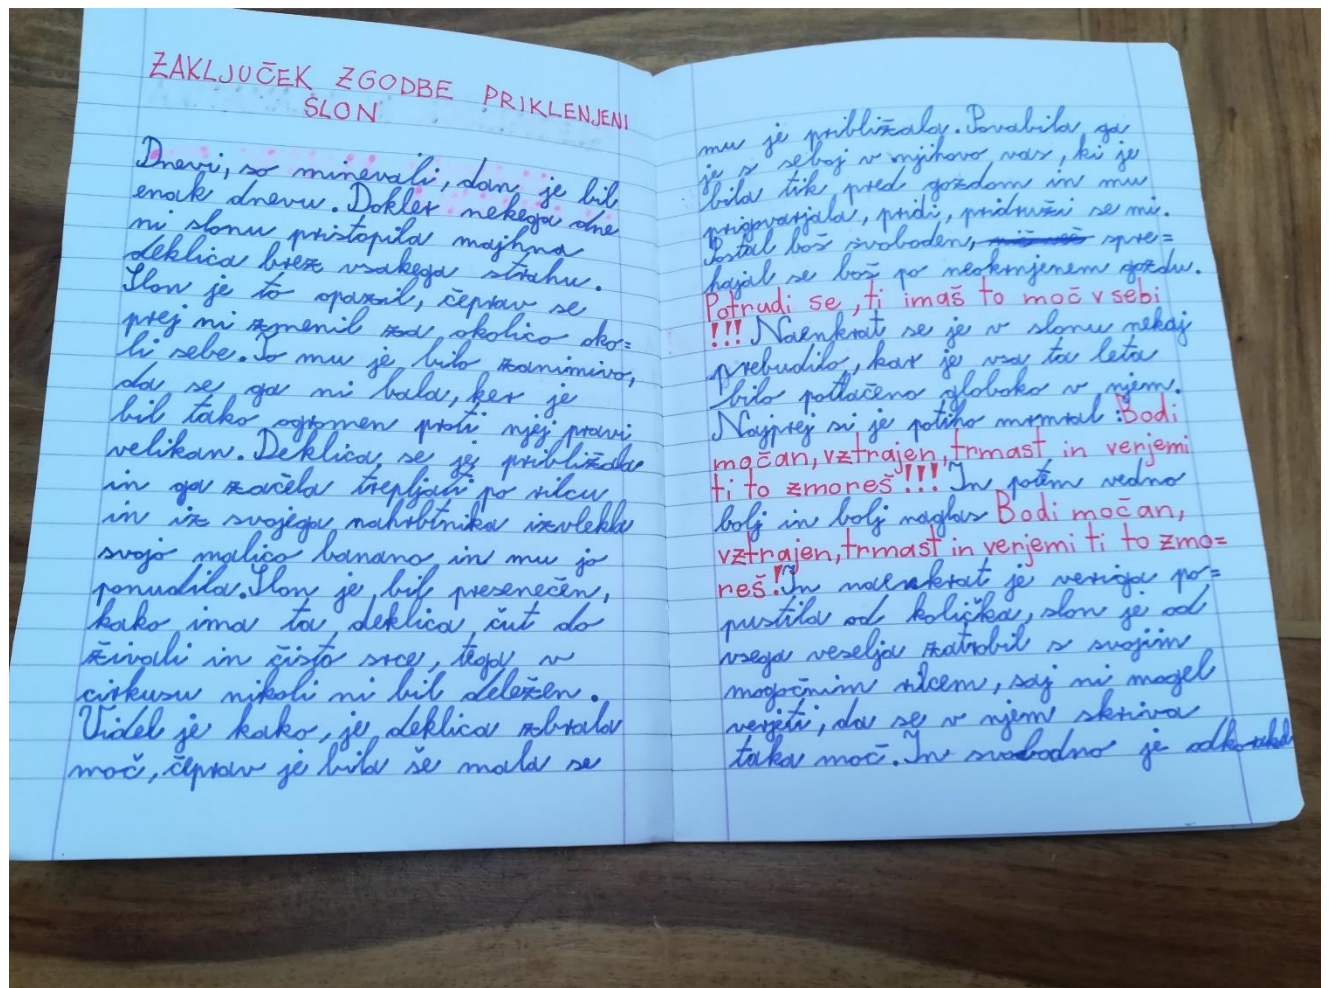 ZAKLJUČEK ZGODBE PRIKLENJENI
SLON
Dnevi, so minevali, dan je bil
enak dnevu. Dokler nekega dne
ni slonu pristopila majhna
deklica brez vsakega strahu.
Slon je to opazil, čeprav se
prej ni zmenil za okolico oko=
li sebe. To mu je bilo zanimivo,
da se ga ni bala, ker je
bil tako ogromen proti njej pravi
velikan. Deklica se je približala
in ga začela trepljati po rilcu
in iz svojega nahrbtnika izvlekla
svojo malico banano in mu jo
ponudila. Slon je bil presenečen,
kako ima ta deklica čut do
živali in čisto srce, tega v
cirkusu nikoli ni bil deležen.
Videl je kako, je deklica zbrala
moč, čeprav je bila še mala se
mu je približala. Povabila ga
je s seboj v njihovo vas, ki je
bila tik pred gozdom in mu
prigovarjala, pridi, pridruži se mi.
Postal boš svoboden, spre=
hajal se boš po neokrnjenem gozdu.
Potrudi se, ti imaš to moč v sebi
!!! Naenkrat se je v slonu nekaj
prebudilo, kar je vsa ta leta
bilo potlačeno globoko v njem.
Najprej si je potiho mrmral: Bodi
močan, vztrajen, trmast in verjemi
ti to zmoreš!!! In potem vedno
bolj in bolj naglas Bodi močan,
vztrajen, trmast in verjemi ti to zmo=
reš! In naenkrat je veriga po=
pustila od količka, slon je od
vsega veselja zatrobil s svojim
mogočnim rilcem, saj ni mogel
verjeti, da se v njem skriva
taka moč. In svobodno je odkorakal